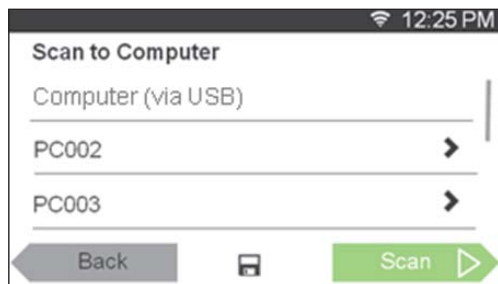 12:25 PM
Scan to Computer
Computer (via USB)
PC002
PC003
Back
Scan